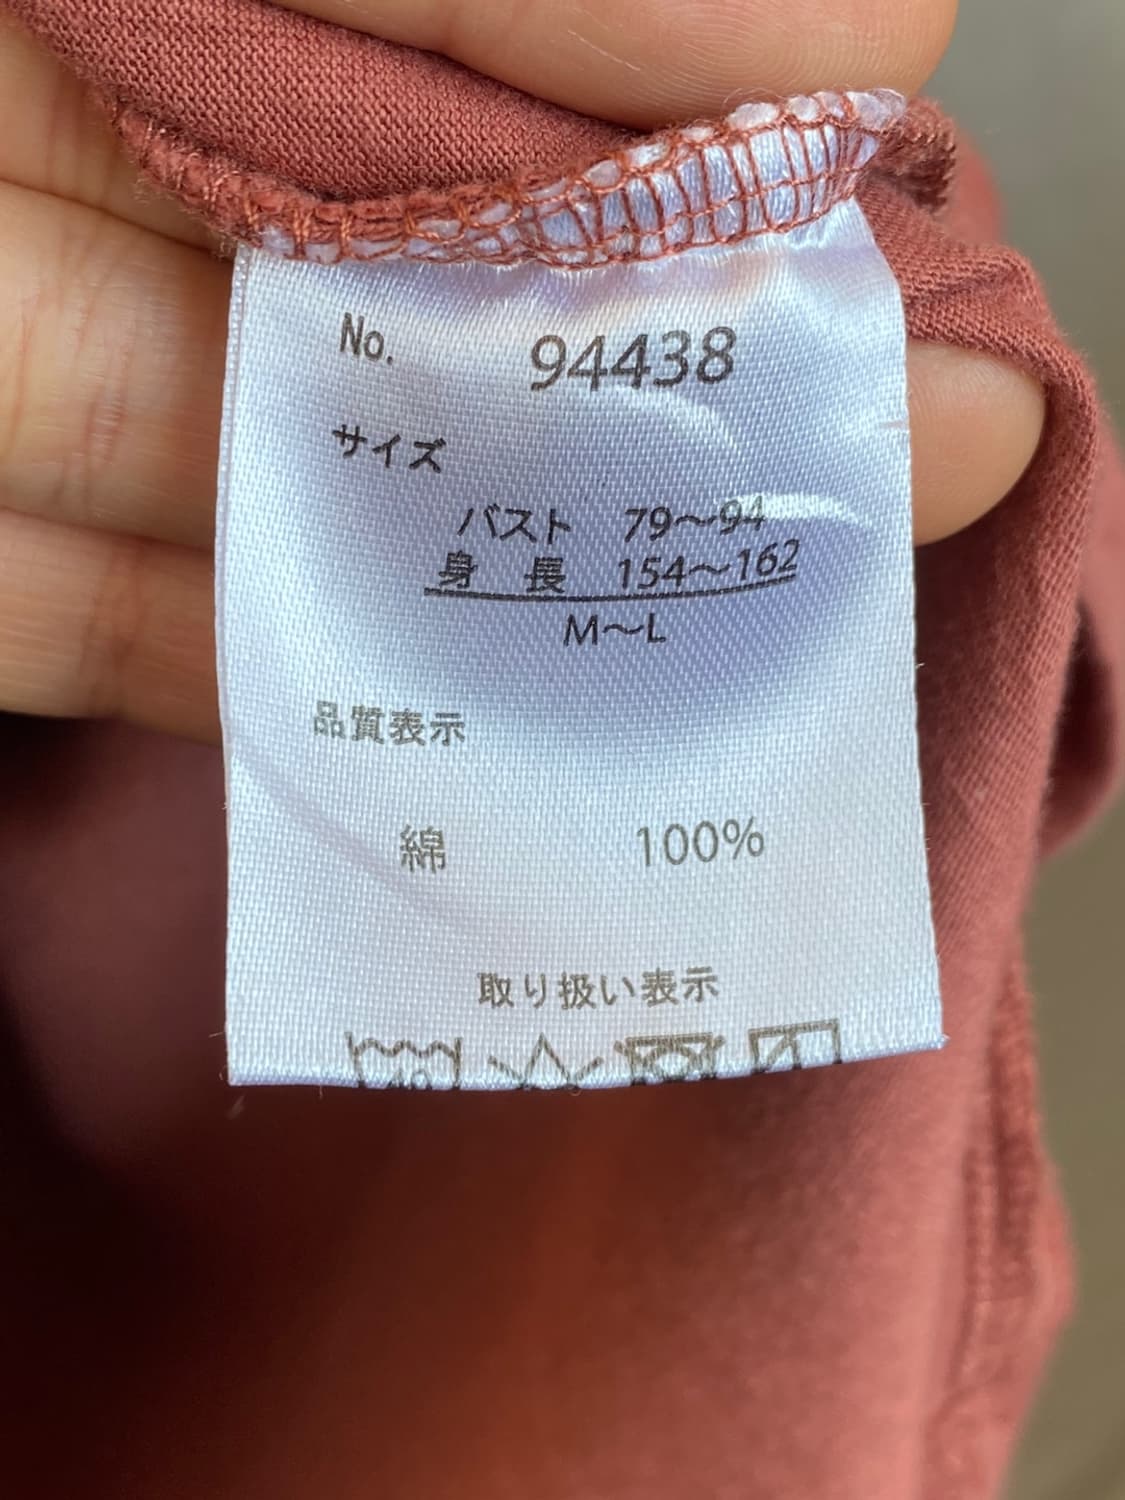 No. 94438
サイズ
バスト 79～94
身長 154～162
M～L
品質表示
綿 100%
取り扱い表示